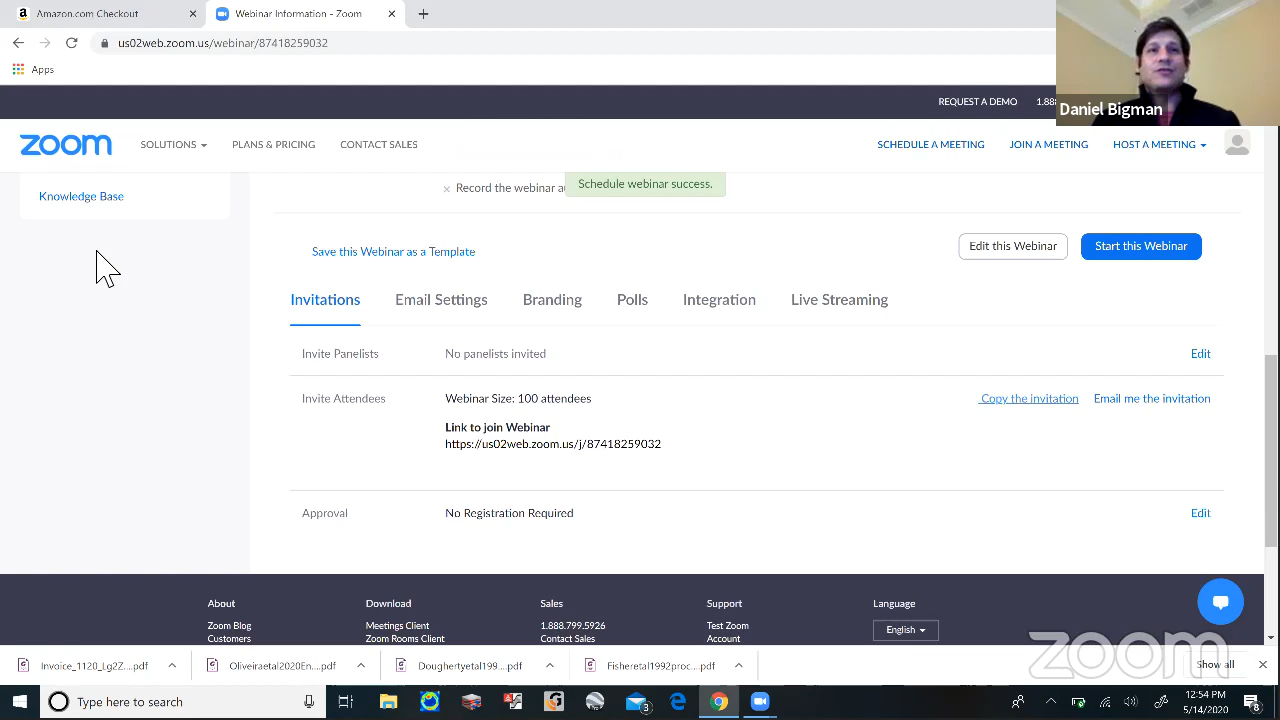 Amazon.com
Webinar Information - Zoom
us02web.zoom.us/webinar/87418259032
Apps
Daniel Bigman
REQUEST A DEMO 1.88
zoom SOLUTIONS PLANS & PRICING CONTACT SALES SCHEDULE A MEETING JOIN A MEETING HOST A MEETING
Schedule webinar success.
Record the webinar au
Knowledge Base
Save this Webinar as a Template Edit this Webinar Start this Webinar
Invitations Email Settings Branding Polls Integration Live Streaming
Invite Panelists No panelists invited Edit
Invite Attendees Webinar Size: 100 attendees Copy the invitation Email me the invitation
Link to join Webinar
https://us02web.zoom.us/j/87418259032
Approval No Registration Required Edit
About Download Sales Support Language
Zoom Blog Meetings Client 1.888.799.5926 Test Zoom English
Customers Zoom Rooms Client Contact Sales Account
zoom
Invoice_1120_Lg2Z....pdf Oliveiraetal2020En....pdf Doughertyetal199....pdf Fisheretal1992proc....pdf Show all
Type here to search 3 12:54 PM
5/14/2020 8